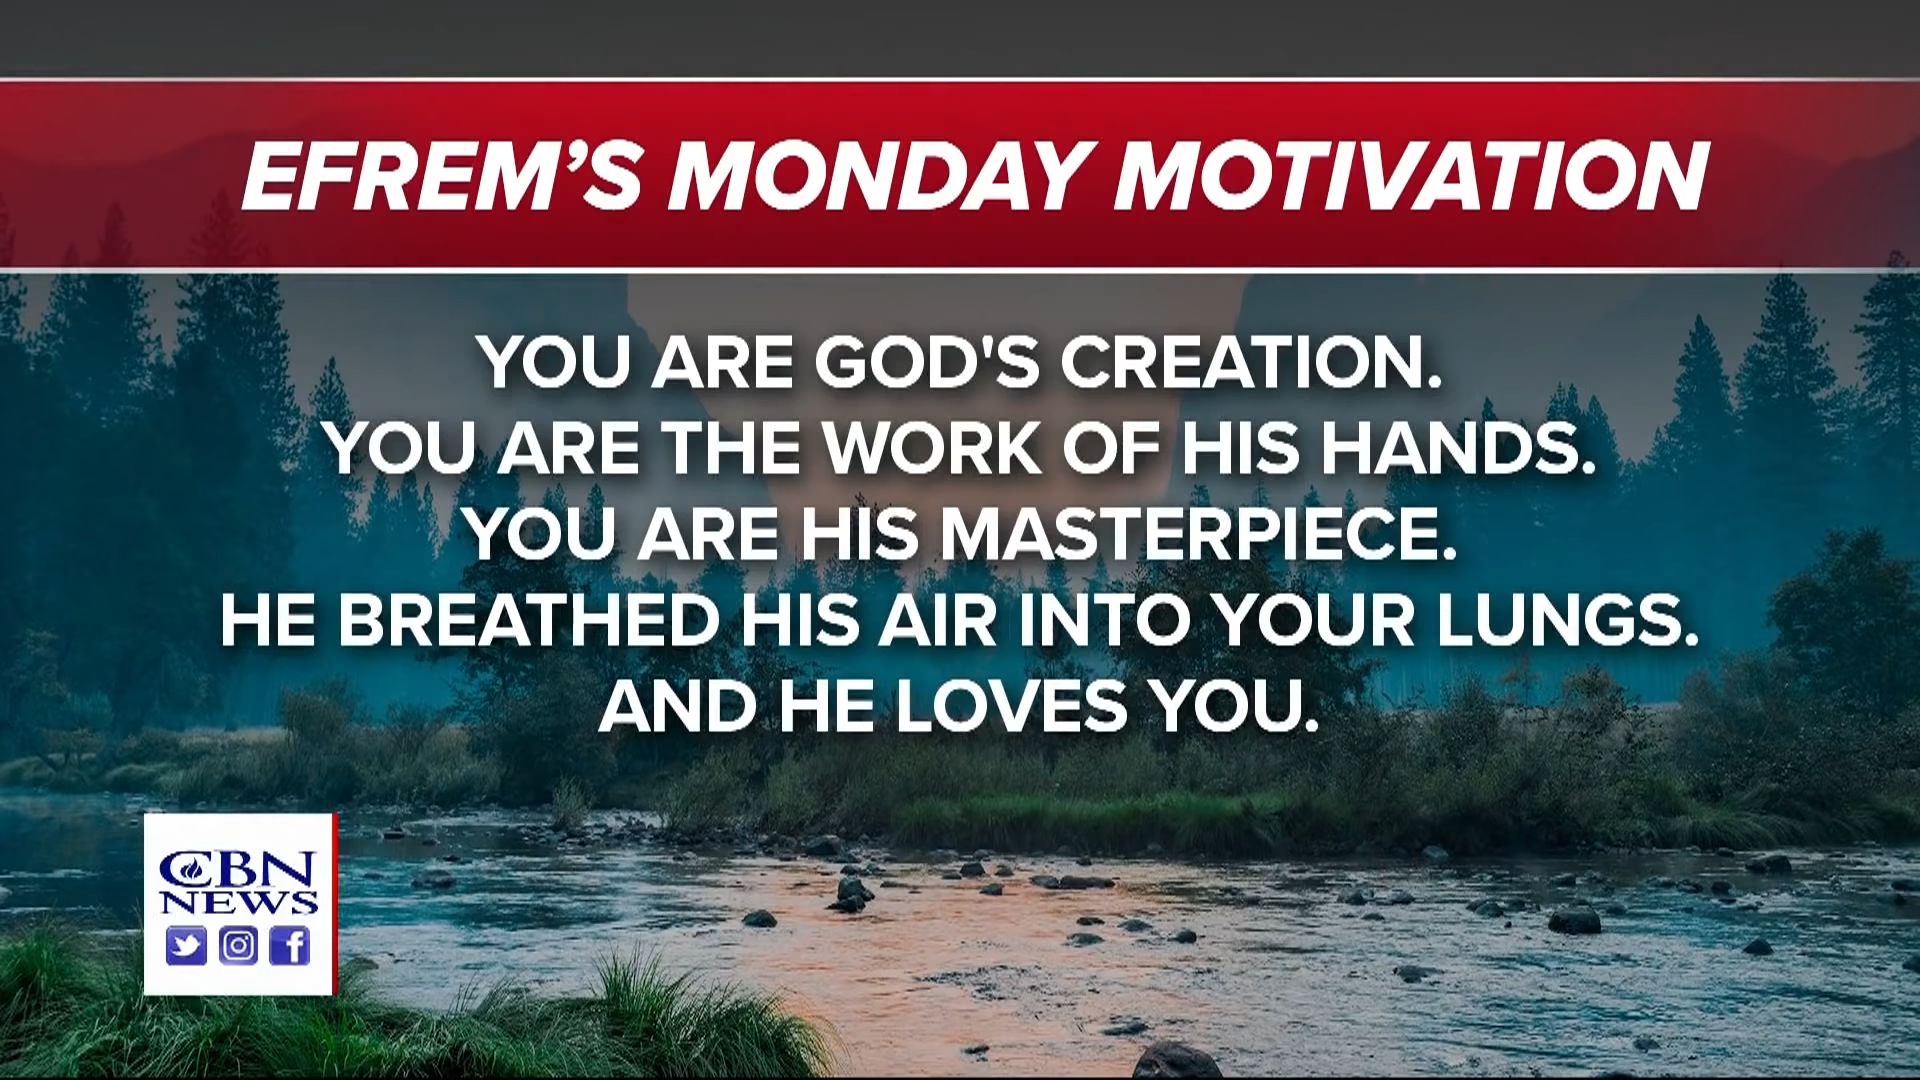 EFREM’S MONDAY MOTIVATION
YOU ARE GOD'S CREATION.
YOU ARE THE WORK OF HIS HANDS.
YOU ARE HIS MASTERPIECE.
HE BREATHED HIS AIR INTO YOUR LUNGS.
AND HE LOVES YOU.
CBN
NEWS